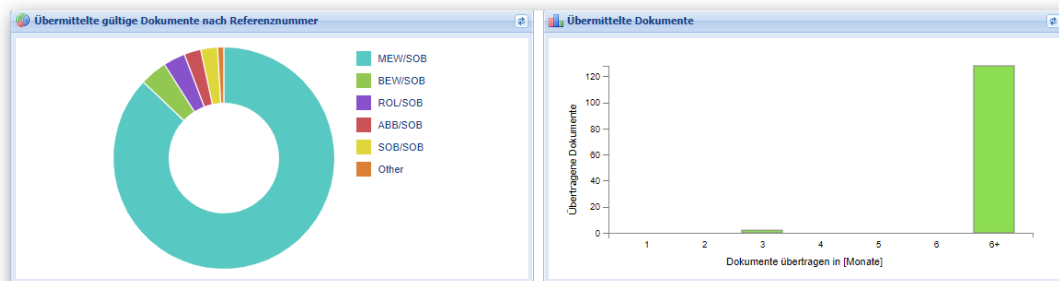 Übermittelte gültige Dokumente nach Referenznummer
MEW/SOB
BEW/SOB
ROL/SOB
ABB/SOB
SOB/SOB
Other
Übermittelte Dokumente
Übertragene Dokumente
120
100
80
60
40
20
0
1 2 3 4 5 6 6+
Dokumente übertragen in [Monate]